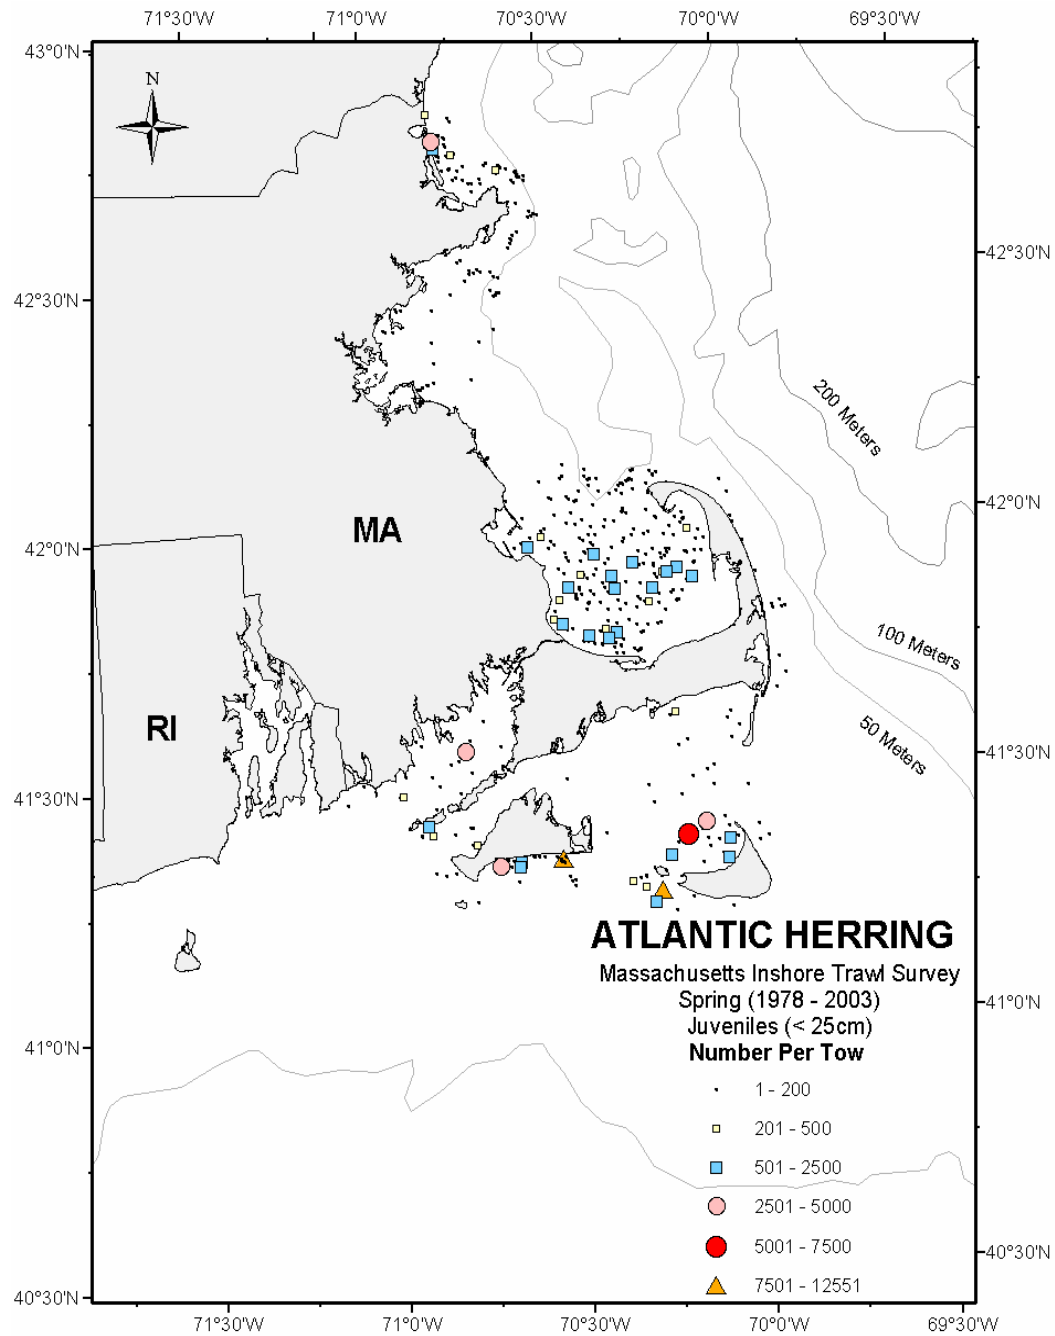 71°30'W 71°0'W 70°30'W 70°0'W 69°30'W
43°0'N
N
42°30'N
42°30'N
200 Meters
42°0'N
MA
42°0'N
100 Meters
RI
50 Meters
41°30'N
41°30'N
ATLANTIC HERRING
Massachusetts Inshore Trawl Survey
Spring (1978 - 2003)
41°0'N
Juveniles (< 25cm)
41°0'N
Number Per Tow
1 - 200
201 - 500
501 - 2500
2501 - 5000
5001 - 7500
40°30'N
7501 - 12551
40°30'N
71°30'W 71°0'W 70°30'W 70°0'W 69°30'W